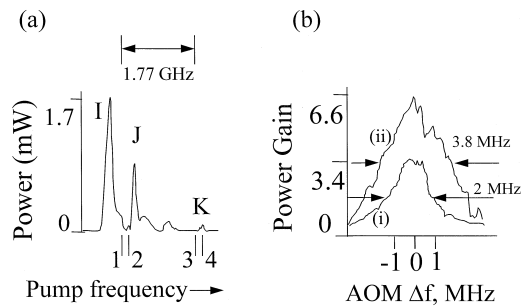 (a)
1.77 GHz
I
1.7
J
K
Power (mW)
0
1 2 3 4
Pump frequency
(b)
6.6
(ii)
3.8 MHz
3.4
2 MHz
Power Gain
(i)
0
-1 0 1
AOM Δf, MHz